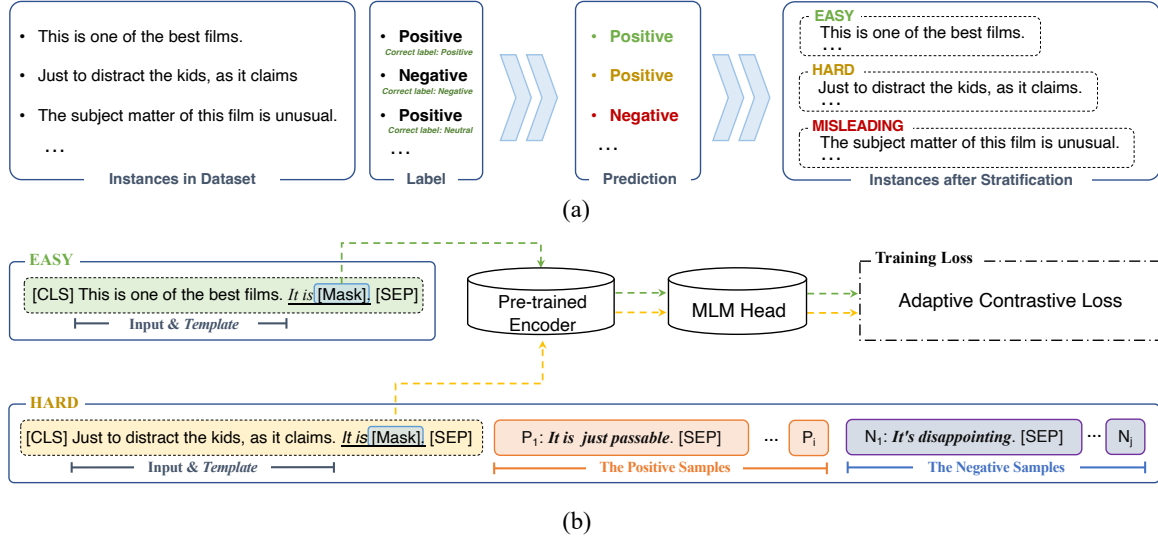 • This is one of the best films.
• Just to distract the kids, as it claims
• The subject matter of this film is unusual.
...
Instances in Dataset
• Positive
Correct label: Positive
• Negative
Correct label: Negative
• Positive
Correct label: Neutral
...
Label
• Positive
• Positive
• Negative
...
Prediction
EASY
This is one of the best films.
...
HARD
Just to distract the kids, as it claims.
...
MISLEADING
The subject matter of this film is unusual.
...
Instances after Stratification
(a)
EASY
[CLS] This is one of the best films. It is [Mask]. [SEP]
Input & Template
Pre-trained
Encoder
MLM Head
Training Loss
Adaptive Contrastive Loss
HARD
[CLS] Just to distract the kids, as it claims. It is [Mask]. [SEP]
Input & Template
P1: It is just passable. [SEP] ... Pi
The Positive Samples
N1: It's disappointing. [SEP] ... Nj
The Negative Samples
(b)